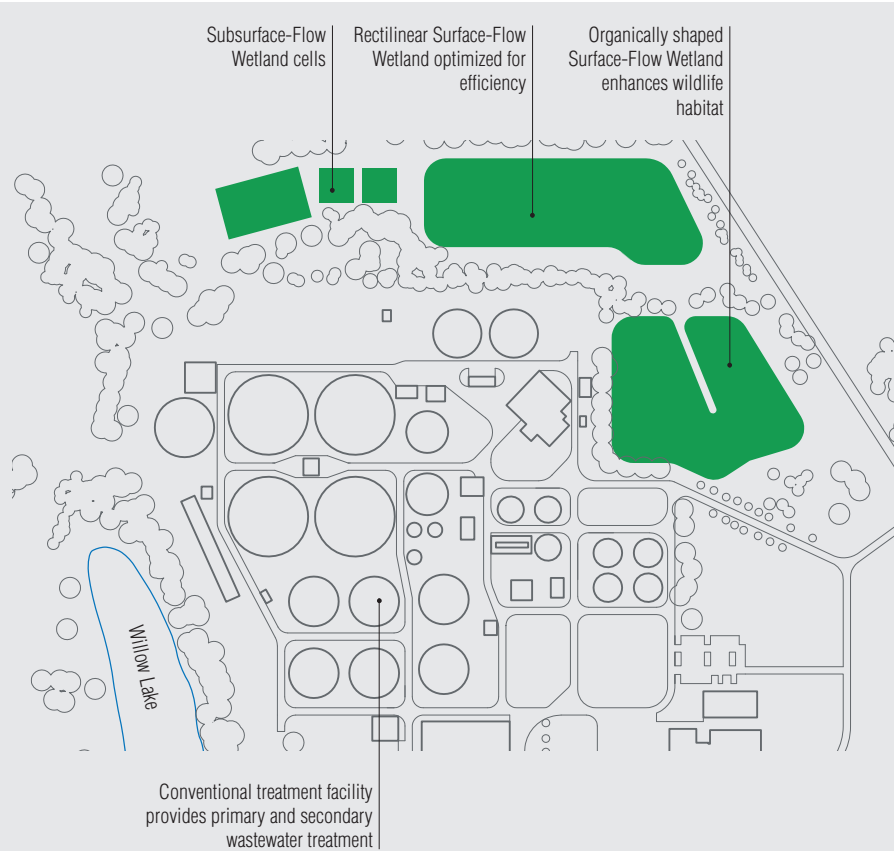 Subsurface-Flow
Wetland cells
Rectilinear Surface-Flow
Wetland optimized for
efficiency
Organically shaped
Surface-Flow Wetland
enhances wildlife
habitat
Willow Lake
Conventional treatment facility
provides primary and secondary
wastewater treatment